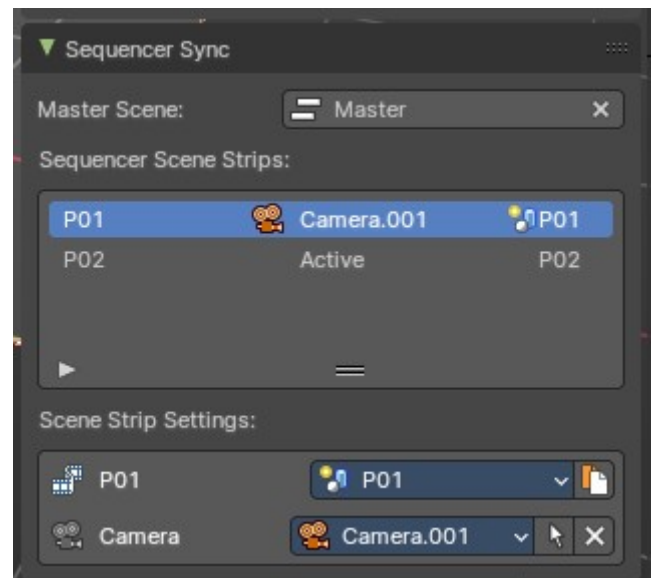 Sequencer Sync
Master Scene: Master
Sequencer Scene Strips:
P01 Camera.001 P01
P02 Active P02
Scene Strip Settings:
P01 P01
Camera Camera.001